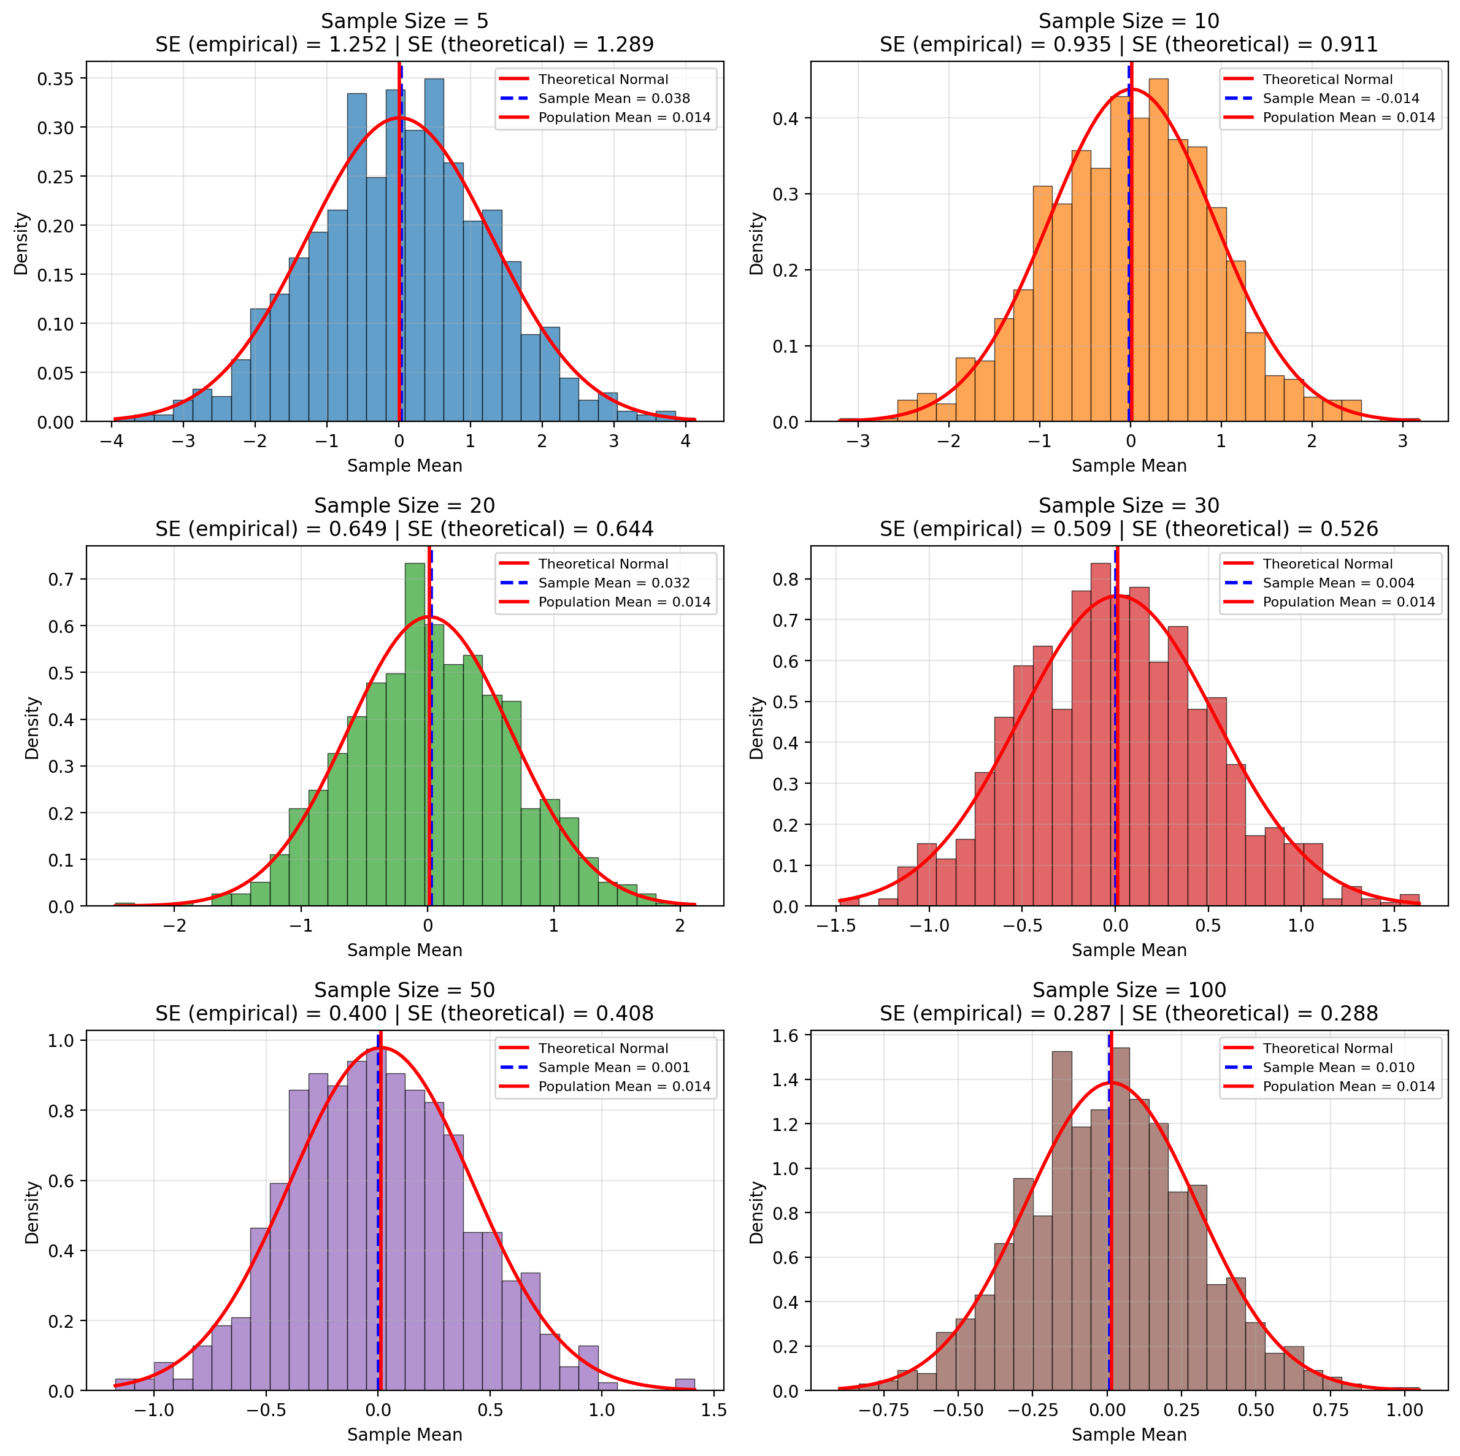 Sample Size = 5
SE (empirical) = 1.252 | SE (theoretical) = 1.289
Theoretical Normal
Sample Mean = 0.038
Population Mean = 0.014
0.35
0.30
0.25
0.20
0.15
0.10
0.05
0.00
Density
−4 −3 −2 −1 0 1 2 3 4
Sample Mean
Sample Size = 10
SE (empirical) = 0.935 | SE (theoretical) = 0.911
Theoretical Normal
Sample Mean = -0.014
Population Mean = 0.014
0.4
0.3
0.2
0.1
0.0
Density
−3 −2 −1 0 1 2 3
Sample Mean
Sample Size = 20
SE (empirical) = 0.649 | SE (theoretical) = 0.644
Theoretical Normal
Sample Mean = 0.032
Population Mean = 0.014
0.7
0.6
0.5
0.4
0.3
0.2
0.1
0.0
Density
−2 −1 0 1 2
Sample Mean
Sample Size = 30
SE (empirical) = 0.509 | SE (theoretical) = 0.526
Theoretical Normal
Sample Mean = 0.004
Population Mean = 0.014
0.8
0.7
0.6
0.5
0.4
0.3
0.2
0.1
0.0
Density
−1.5 −1.0 −0.5 0.0 0.5 1.0 1.5
Sample Mean
Sample Size = 50
SE (empirical) = 0.400 | SE (theoretical) = 0.408
Theoretical Normal
Sample Mean = 0.001
Population Mean = 0.014
1.0
0.8
0.6
0.4
0.2
0.0
Density
−1.0 −0.5 0.0 0.5 1.0 1.5
Sample Mean
Sample Size = 100
SE (empirical) = 0.287 | SE (theoretical) = 0.288
Theoretical Normal
Sample Mean = 0.010
Population Mean = 0.014
1.6
1.4
1.2
1.0
0.8
0.6
0.4
0.2
0.0
Density
−0.75 −0.50 −0.25 0.00 0.25 0.50 0.75 1.00
Sample Mean